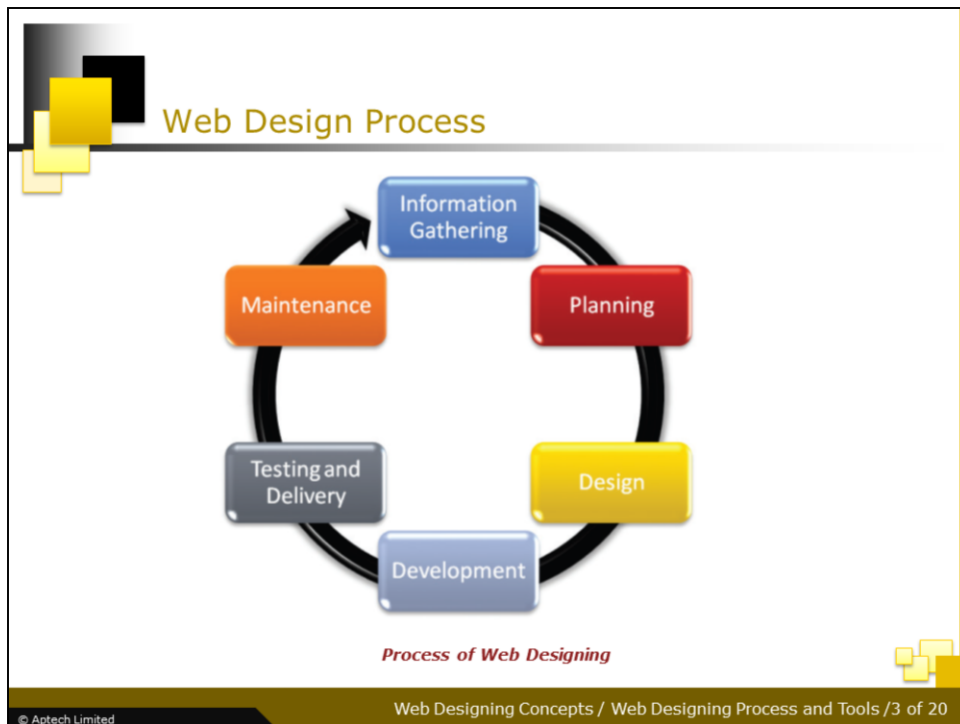 Web Design Process
Information
Gathering
Planning
Design
Development
Testing and
Delivery
Maintenance
Process of Web Designing
Web Designing Concepts / Web Designing Process and Tools /3 of 20
© Aptech Limited